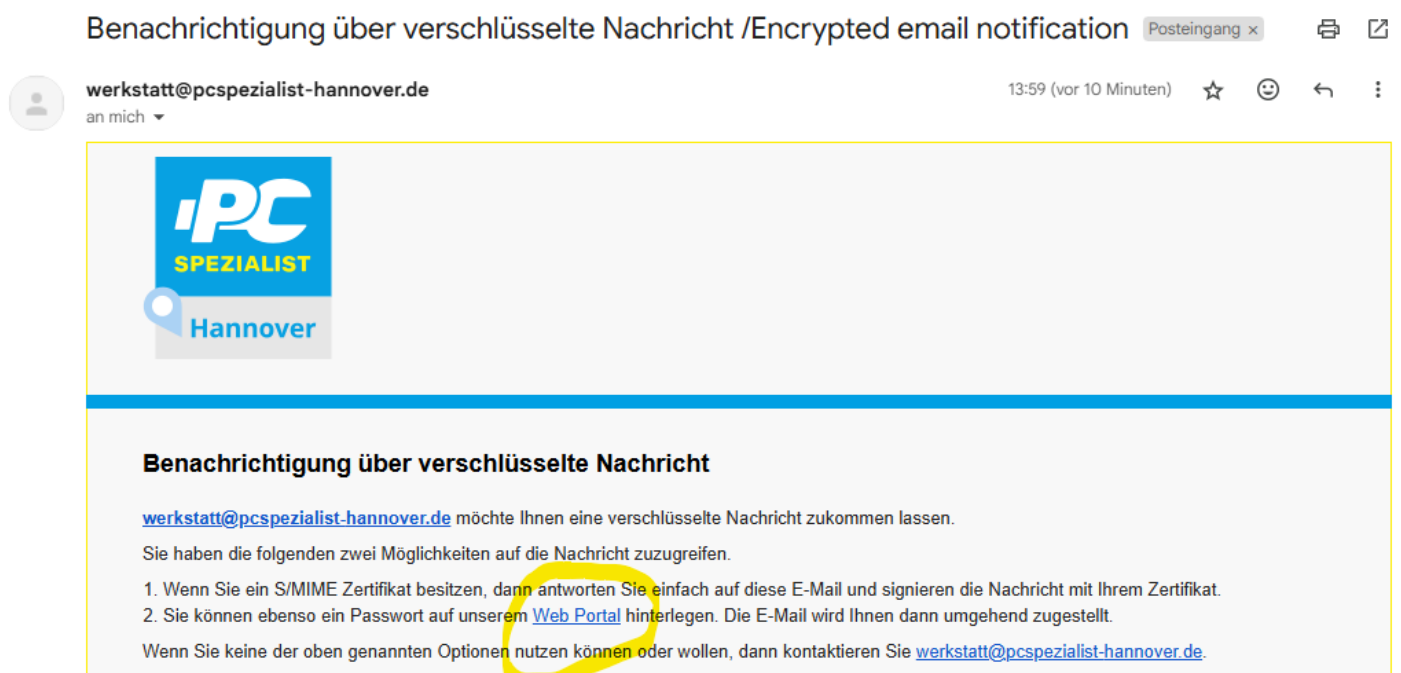 Benachrichtigung über verschlüsselte Nachricht /Encrypted email notification Posteingang ×
werkstatt@pcspezialist-hannover.de 13:59 (vor 10 Minuten)
an mich
PC
SPEZIALIST
Hannover
Benachrichtigung über verschlüsselte Nachricht
werkstatt@pcspezialist-hannover.de möchte Ihnen eine verschlüsselte Nachricht zukommen lassen.
Sie haben die folgenden zwei Möglichkeiten auf die Nachricht zuzugreifen.
1. Wenn Sie ein S/MIME Zertifikat besitzen, dann antworten Sie einfach auf diese E-Mail und signieren die Nachricht mit Ihrem Zertifikat.
2. Sie können ebenso ein Passwort auf unserem Web Portal hinterlegen. Die E-Mail wird Ihnen dann umgehend zugestellt.
Wenn Sie keine der oben genannten Optionen nutzen können oder wollen, dann kontaktieren Sie werkstatt@pcspezialist-hannover.de.